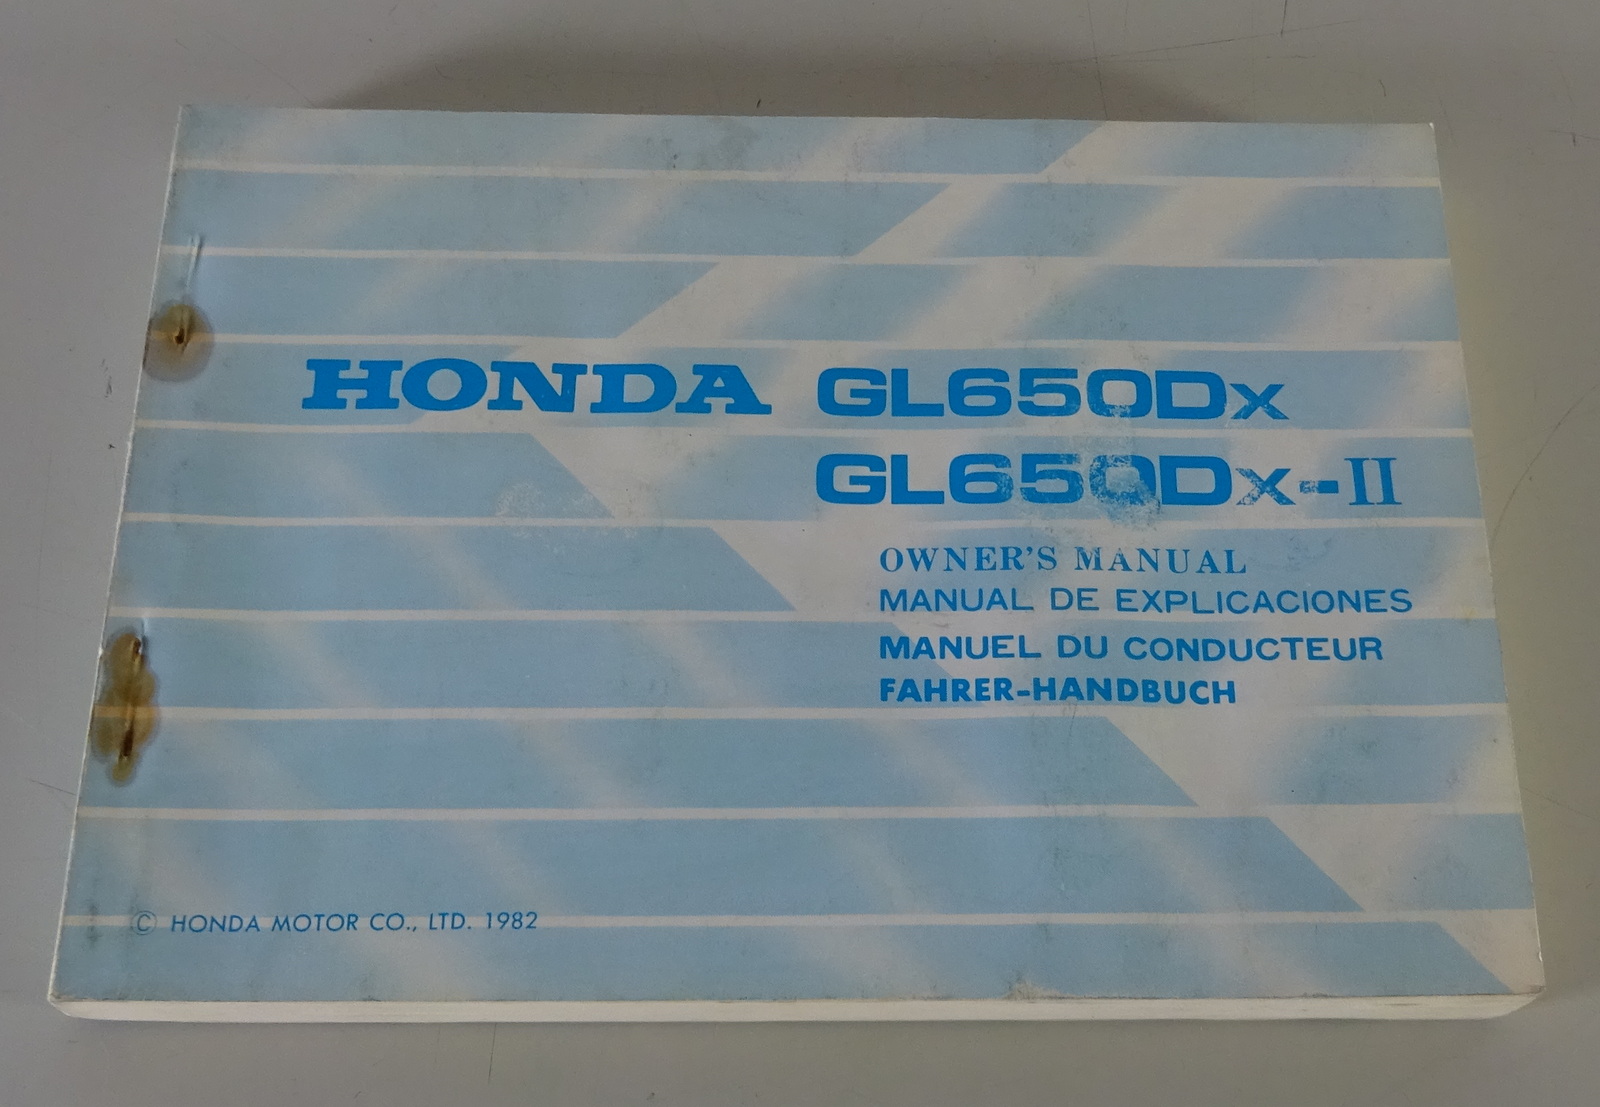 HONDA GL650Dx
GL650Dx-II
OWNER'S MANUAL
MANUAL DE EXPLICACIONES
MANUEL DU CONDUCTEUR
FAHRER-HANDBUCH
© HONDA MOTOR CO., LTD. 1982